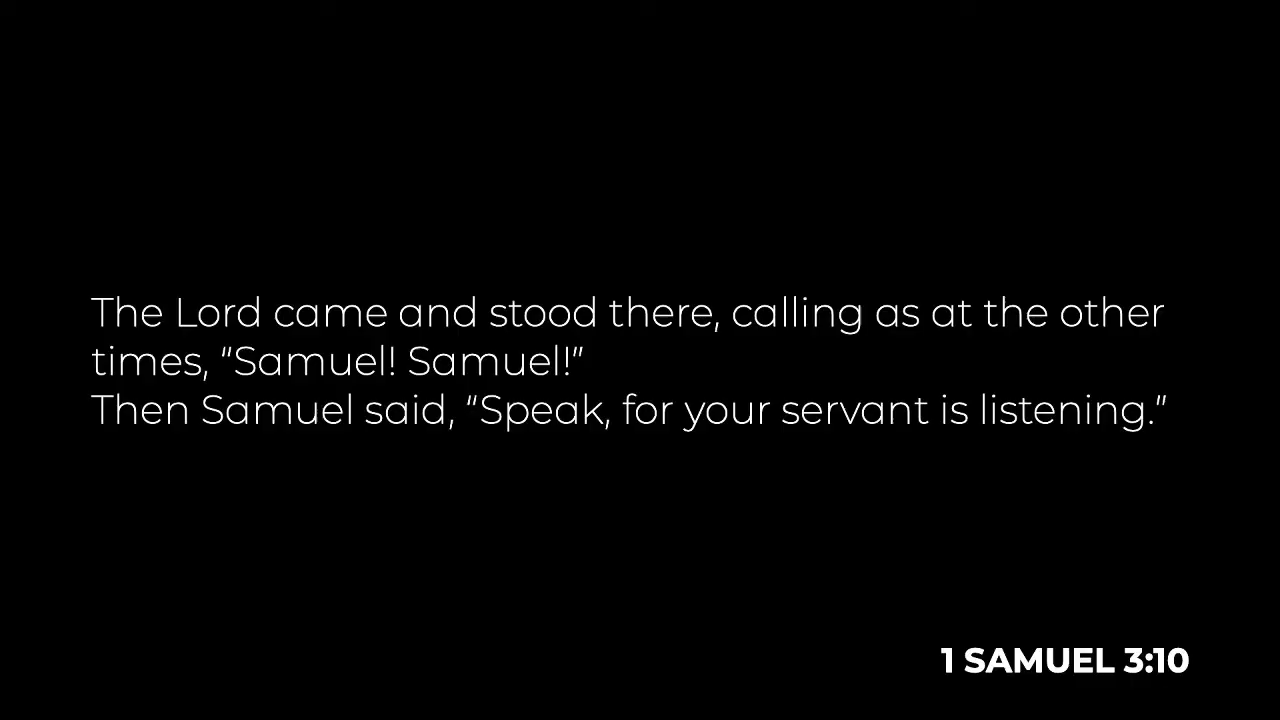 The Lord came and stood there, calling as at the other
times, “Samuel! Samuel!”
Then Samuel said, “Speak, for your servant is listening.”
1 SAMUEL 3:10